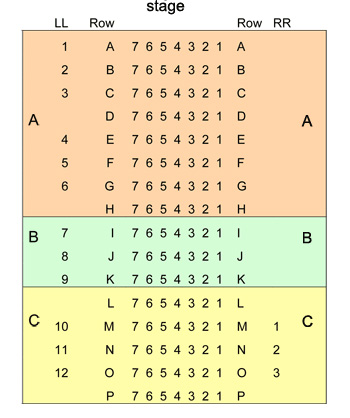 stage
LL Row Row RR
1 A 7 6 5 4 3 2 1 A
2 B 7 6 5 4 3 2 1 B
3 C 7 6 5 4 3 2 1 C
D 7 6 5 4 3 2 1 D
A A
4 E 7 6 5 4 3 2 1 E
5 F 7 6 5 4 3 2 1 F
6 G 7 6 5 4 3 2 1 G
H 7 6 5 4 3 2 1 H
B 7 I 7 6 5 4 3 2 1 I B
8 J 7 6 5 4 3 2 1 J
9 K 7 6 5 4 3 2 1 K
L 7 6 5 4 3 2 1 L
C C
10 M 7 6 5 4 3 2 1 M 1
11 N 7 6 5 4 3 2 1 N 2
12 O 7 6 5 4 3 2 1 O 3
P 7 6 5 4 3 2 1 P